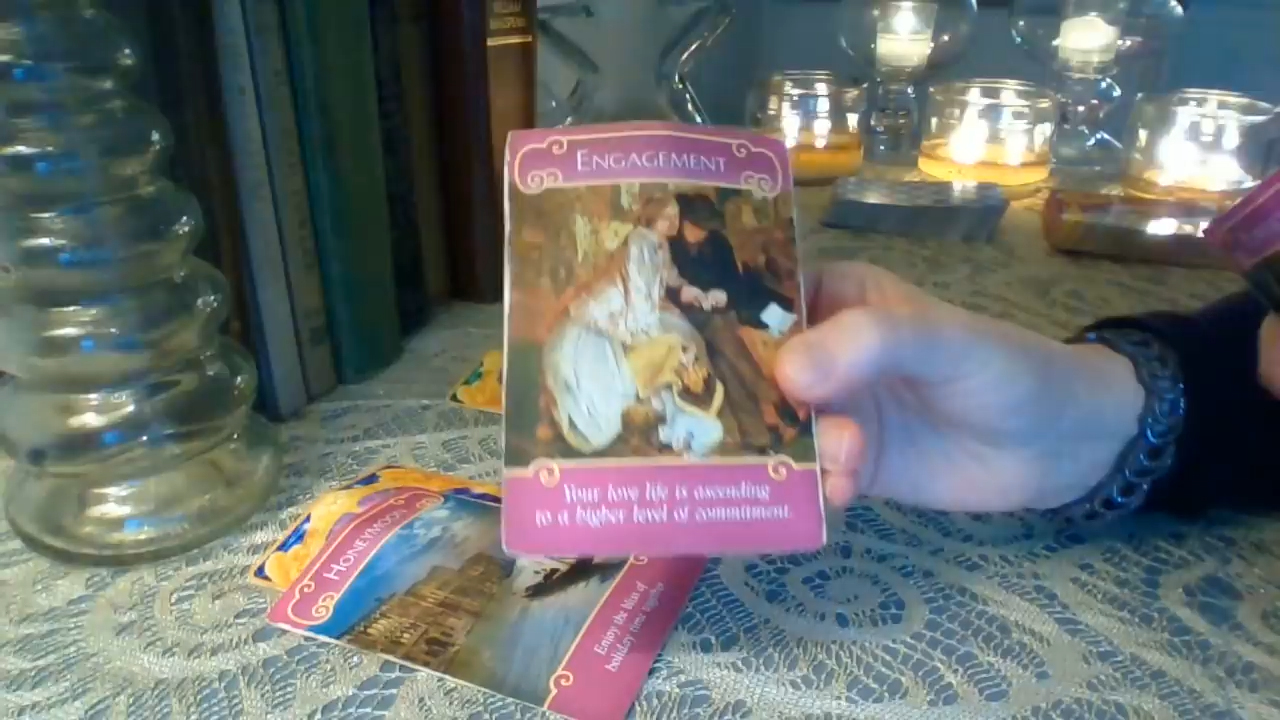 ENGAGEMENT
Your love life is ascending
to a higher level of commitment.
HONEYMOON
Enjoy the bliss of
holiday time together